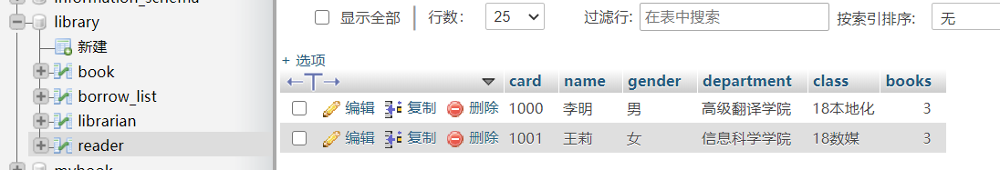 information_schema
library
新建
book
borrow_list
librarian
reader
mybook
显示全部 行数： 25 过滤行: 在表中搜索 按索引排序: 无
+ 选项
←T→ card name gender department class books
编辑 复制 删除 1000 李明 男 高级翻译学院 18本地化 3
编辑 复制 删除 1001 王莉 女 信息科学学院 18数媒 3